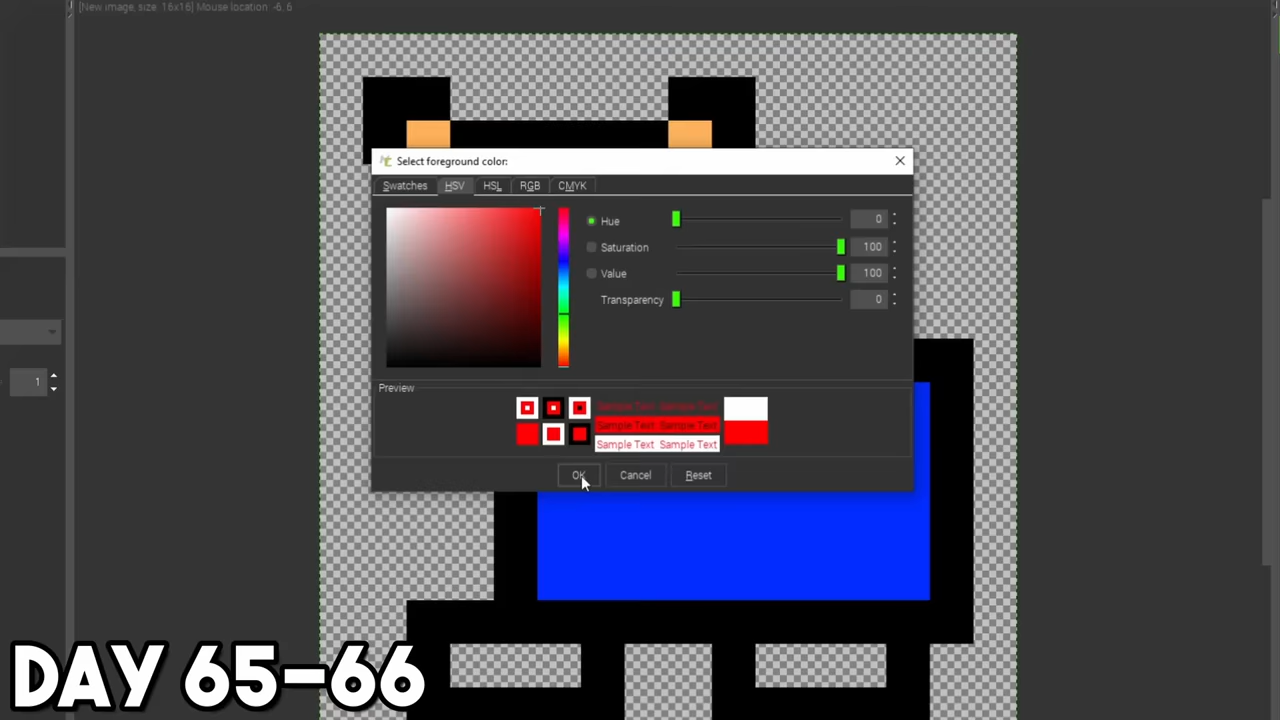 [New image, size: 16x16] Mouse location: -6, 6
Select foreground color:
Swatches HSV HSL RGB CMYK
Hue 0
Saturation 100
Value 100
Transparency 0
1
Preview
Sample Text Sample Text
Sample Text Sample Text
Sample Text Sample Text
OK Cancel Reset
DAY 65-66